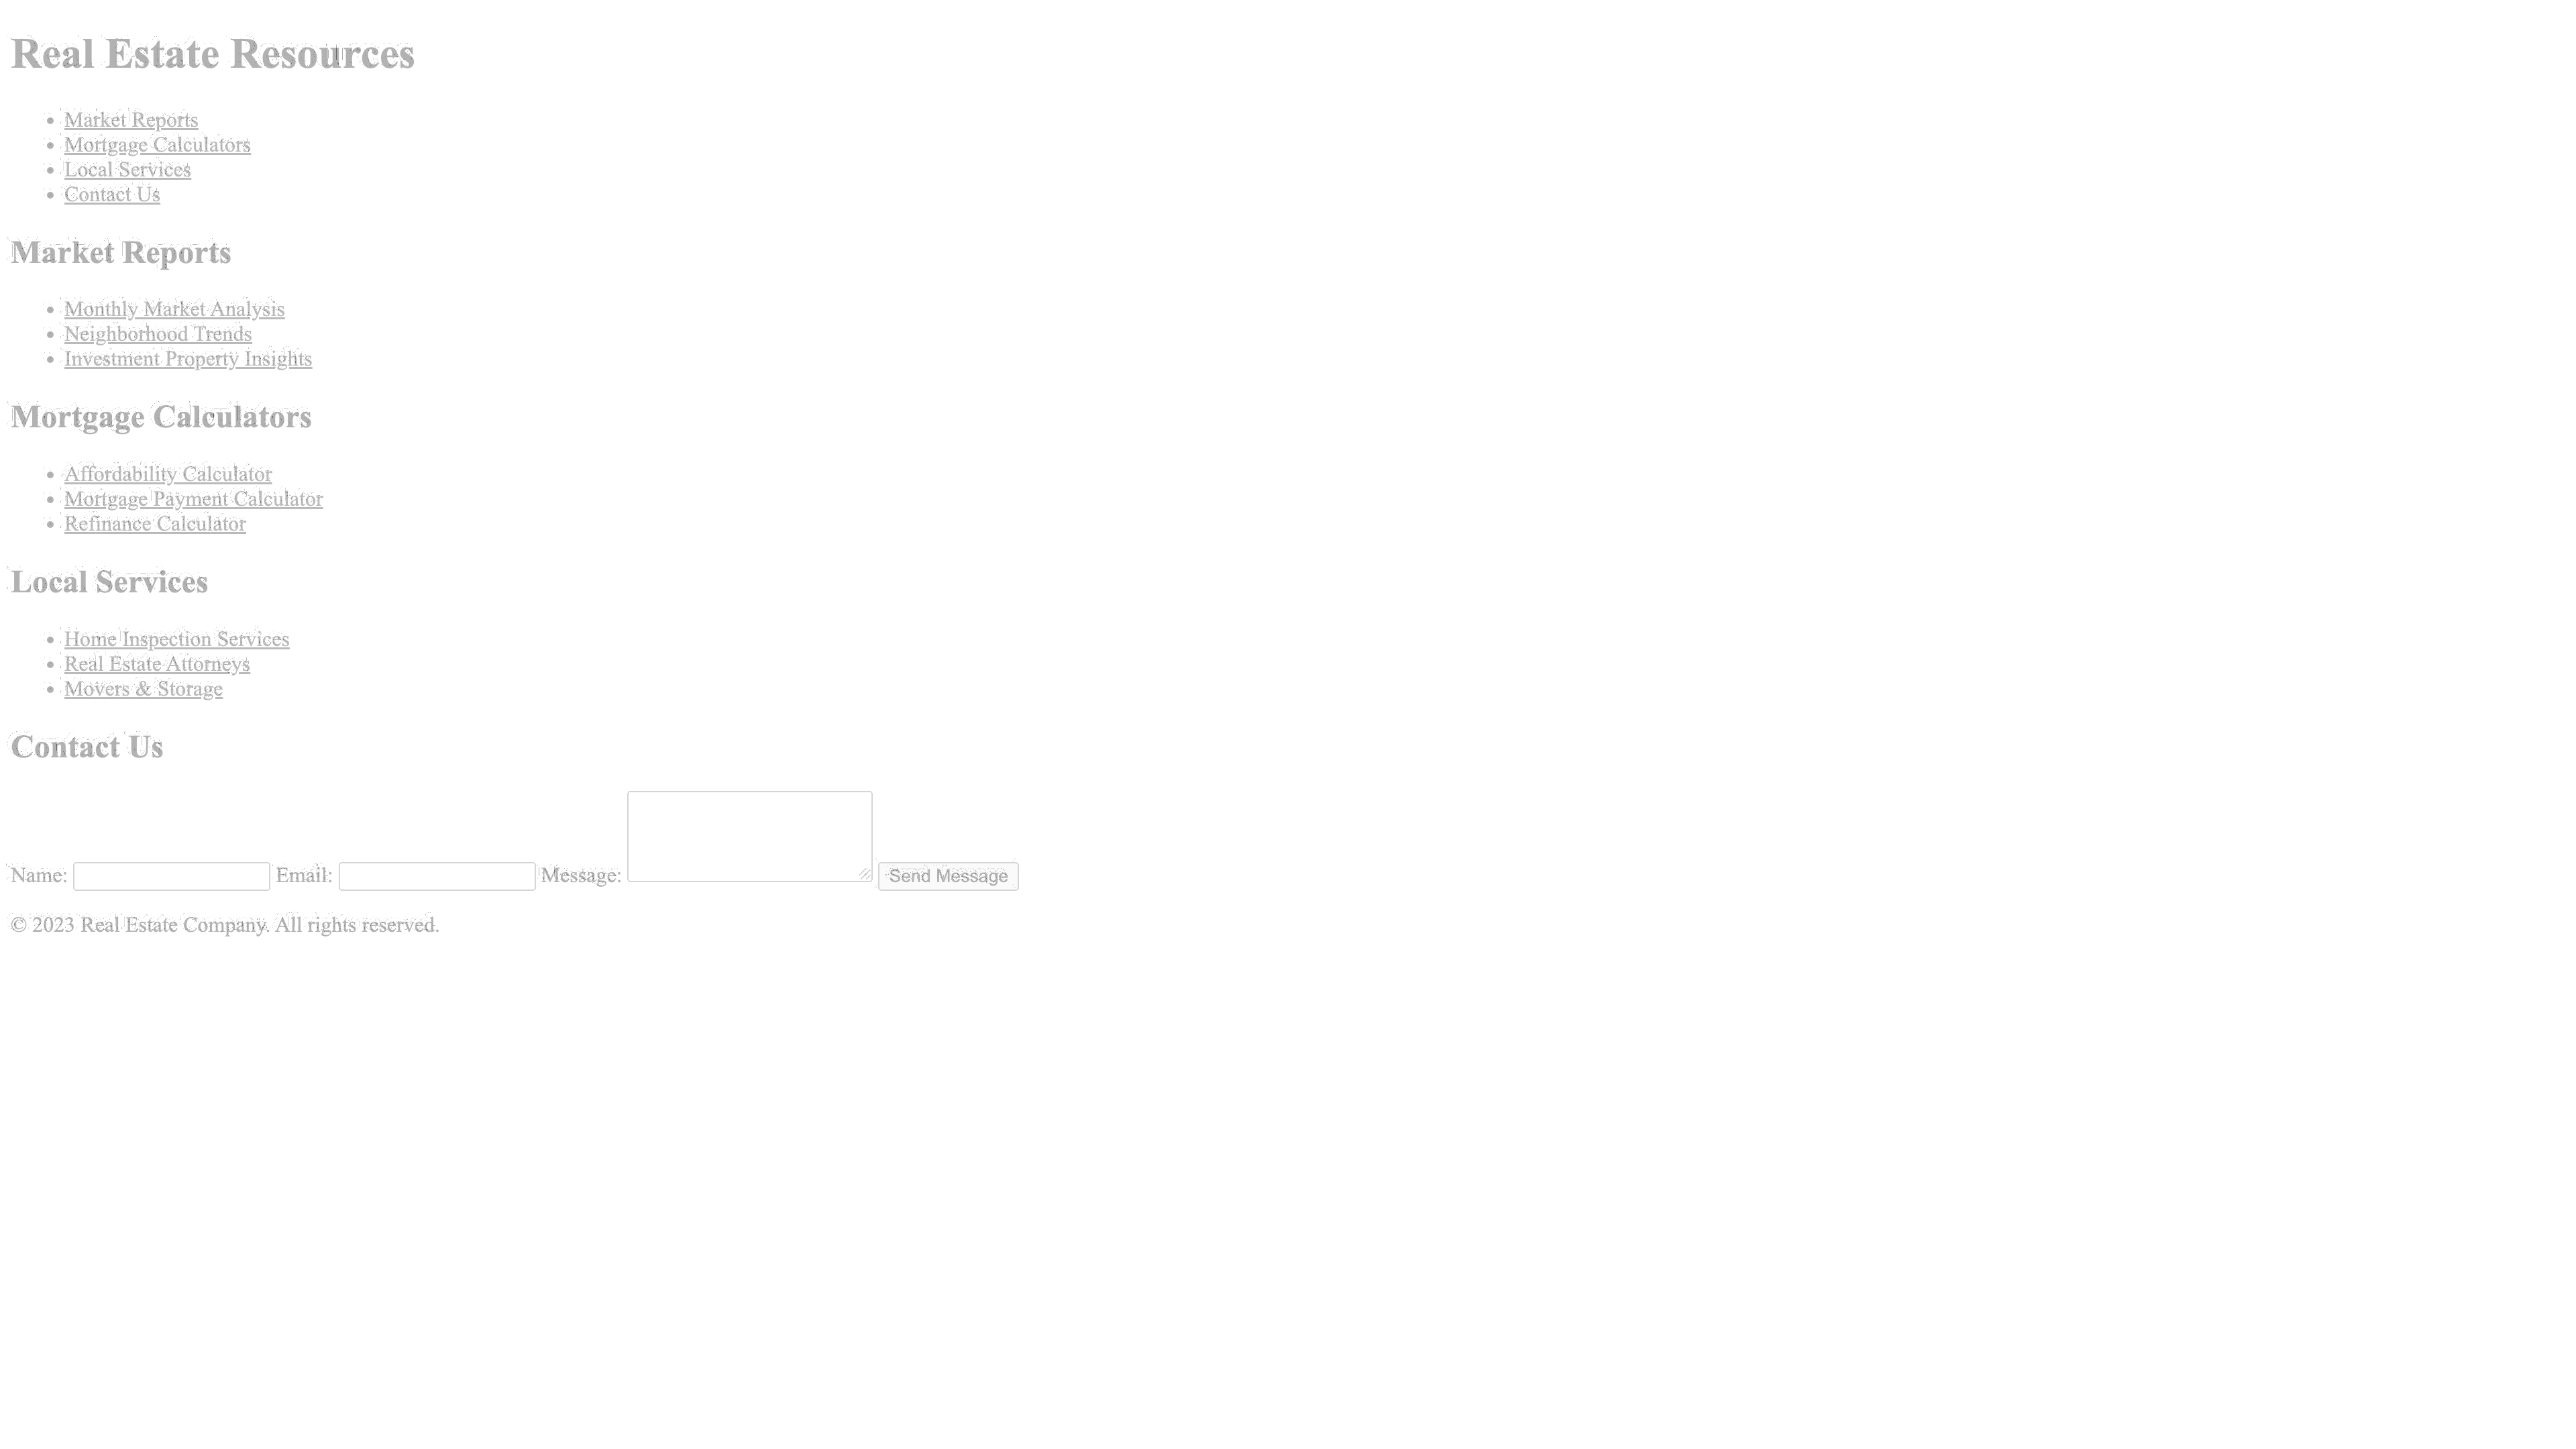 Real Estate Resources
Market Reports
Mortgage Calculators
Local Services
Contact Us
Market Reports
Monthly Market Analysis
Neighborhood Trends
Investment Property Insights
Mortgage Calculators
Affordability Calculator
Mortgage Payment Calculator
Refinance Calculator
Local Services
Home Inspection Services
Real Estate Attorneys
Movers & Storage
Contact Us
Name: Email: Message: Send Message
© 2023 Real Estate Company. All rights reserved.